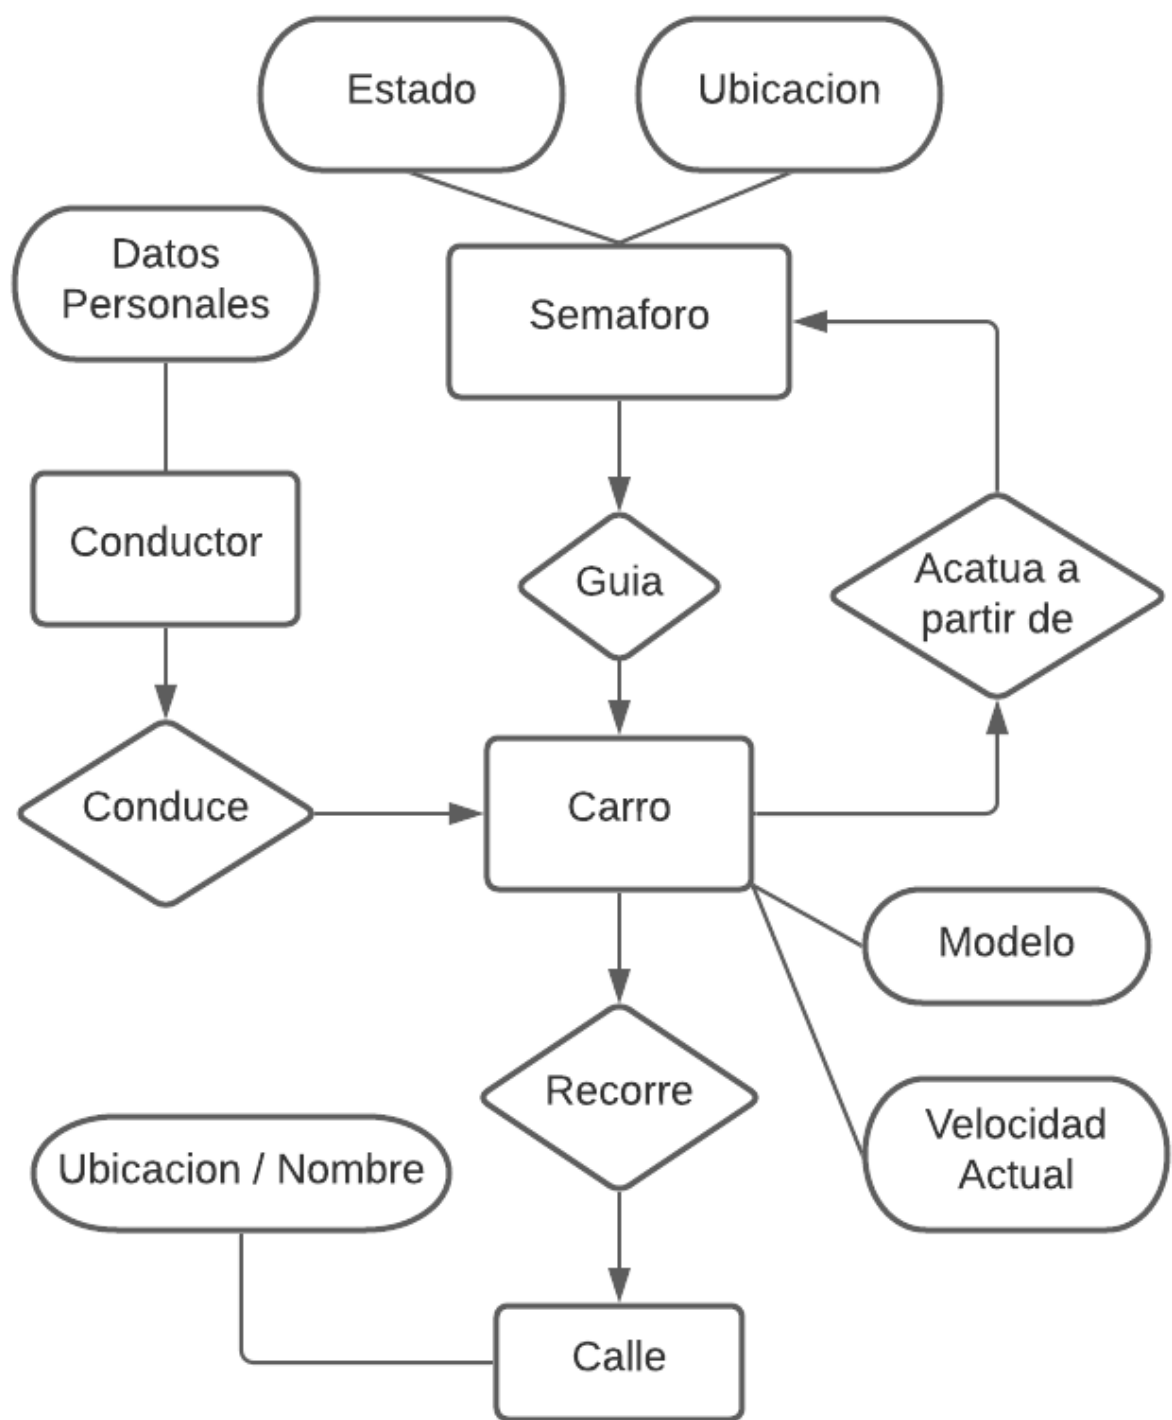 Estado
Ubicacion
Datos
Personales
Semaforo
Conductor
Guia
Acatua a
partir de
Conduce
Carro
Modelo
Recorre
Velocidad
Actual
Ubicacion / Nombre
Calle